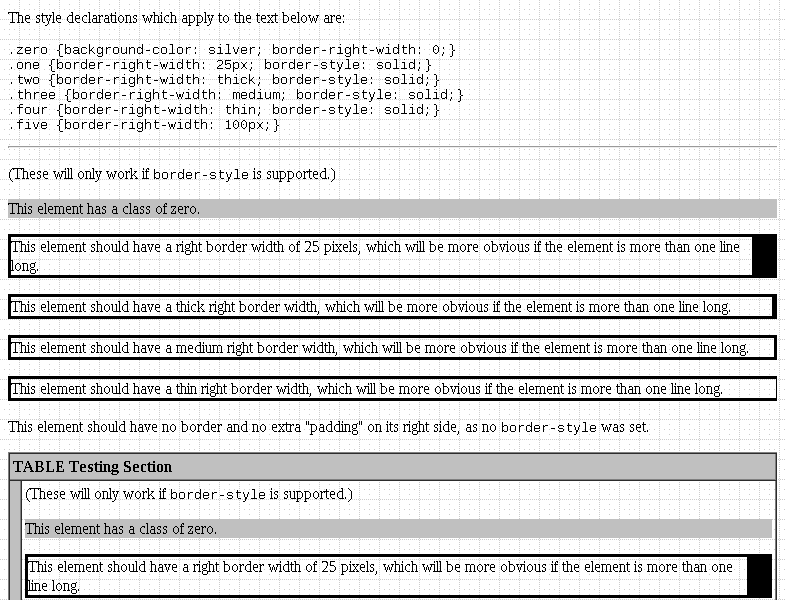 The style declarations which apply to the text below are:
.zero {background-color: silver; border-right-width: 0;}
.one {border-right-width: 25px; border-style: solid;}
.two {border-right-width: thick; border-style: solid;}
.three {border-right-width: medium; border-style: solid;}
.four {border-right-width: thin; border-style: solid;}
.five {border-right-width: 100px;}
(These will only work if border-style is supported.)
This element has a class of zero.
This element should have a right border width of 25 pixels, which will be more obvious if the element is more than one line
long.
This element should have a thick right border width, which will be more obvious if the element is more than one line long.
This element should have a medium right border width, which will be more obvious if the element is more than one line long.
This element should have a thin right border width, which will be more obvious if the element is more than one line long.
This element should have no border and no extra "padding" on its right side, as no border-style was set.
TABLE Testing Section
(These will only work if border-style is supported.)
This element has a class of zero.
This element should have a right border width of 25 pixels, which will be more obvious if the element is more than one
line long.